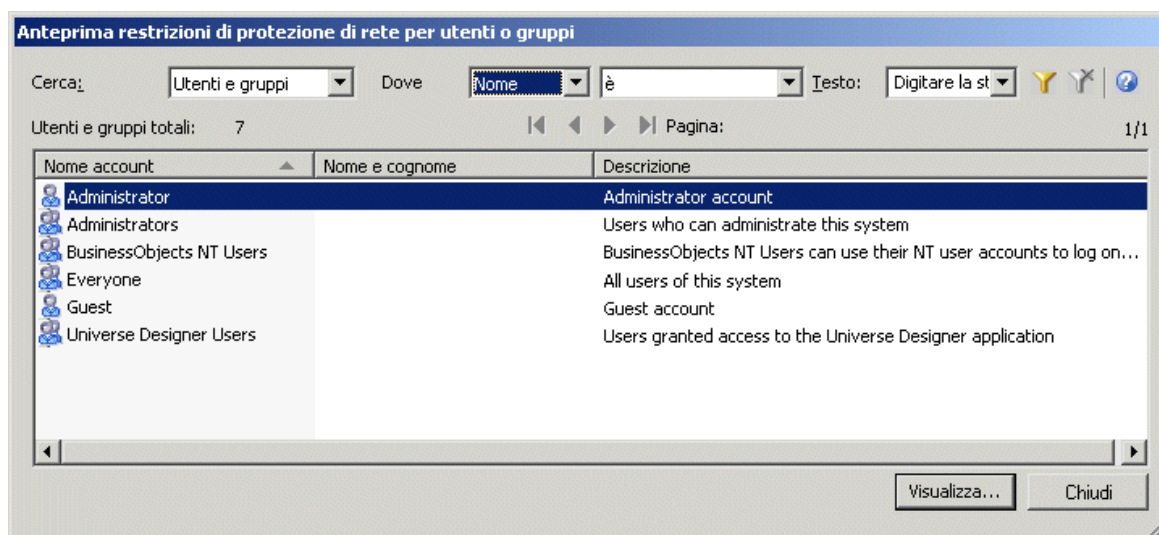 Anteprima restrizioni di protezione di rete per utenti o gruppi
Cerca: Utenti e gruppi Dove Nome è Testo: Digitare la st
Utenti e gruppi totali: 7 Pagina: 1/1
Nome account Nome e cognome Descrizione
Administrator Administrator account
Administrators Users who can administrate this system
BusinessObjects NT Users BusinessObjects NT Users can use their NT user accounts to log on...
Everyone All users of this system
Guest Guest account
Universe Designer Users Users granted access to the Universe Designer application
Visualizza... Chiudi